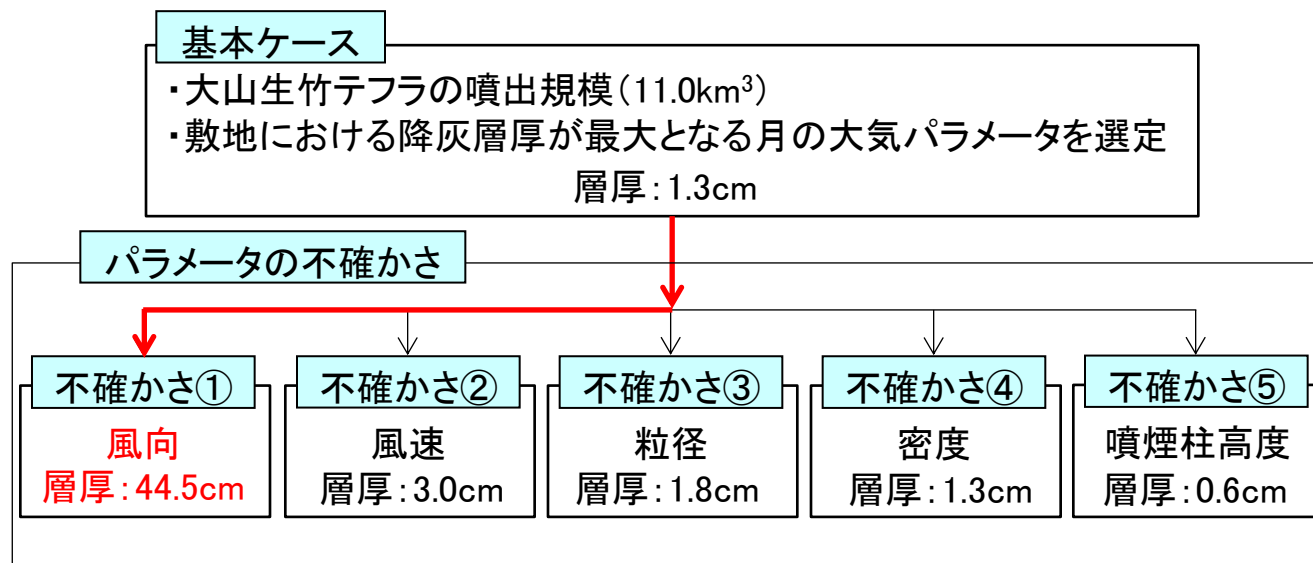 基本ケース
・大山生竹テフラの噴出規模(11.0km³)
・敷地における降灰層厚が最大となる月の大気パラメータを選定
層厚:1.3cm
パラメータの不確かさ
不確かさ①
風向
層厚:44.5cm
不確かさ②
風速
層厚:3.0cm
不確かさ③
粒径
層厚:1.8cm
不確かさ④
密度
層厚:1.3cm
不確かさ⑤
噴煙柱高度
層厚:0.6cm